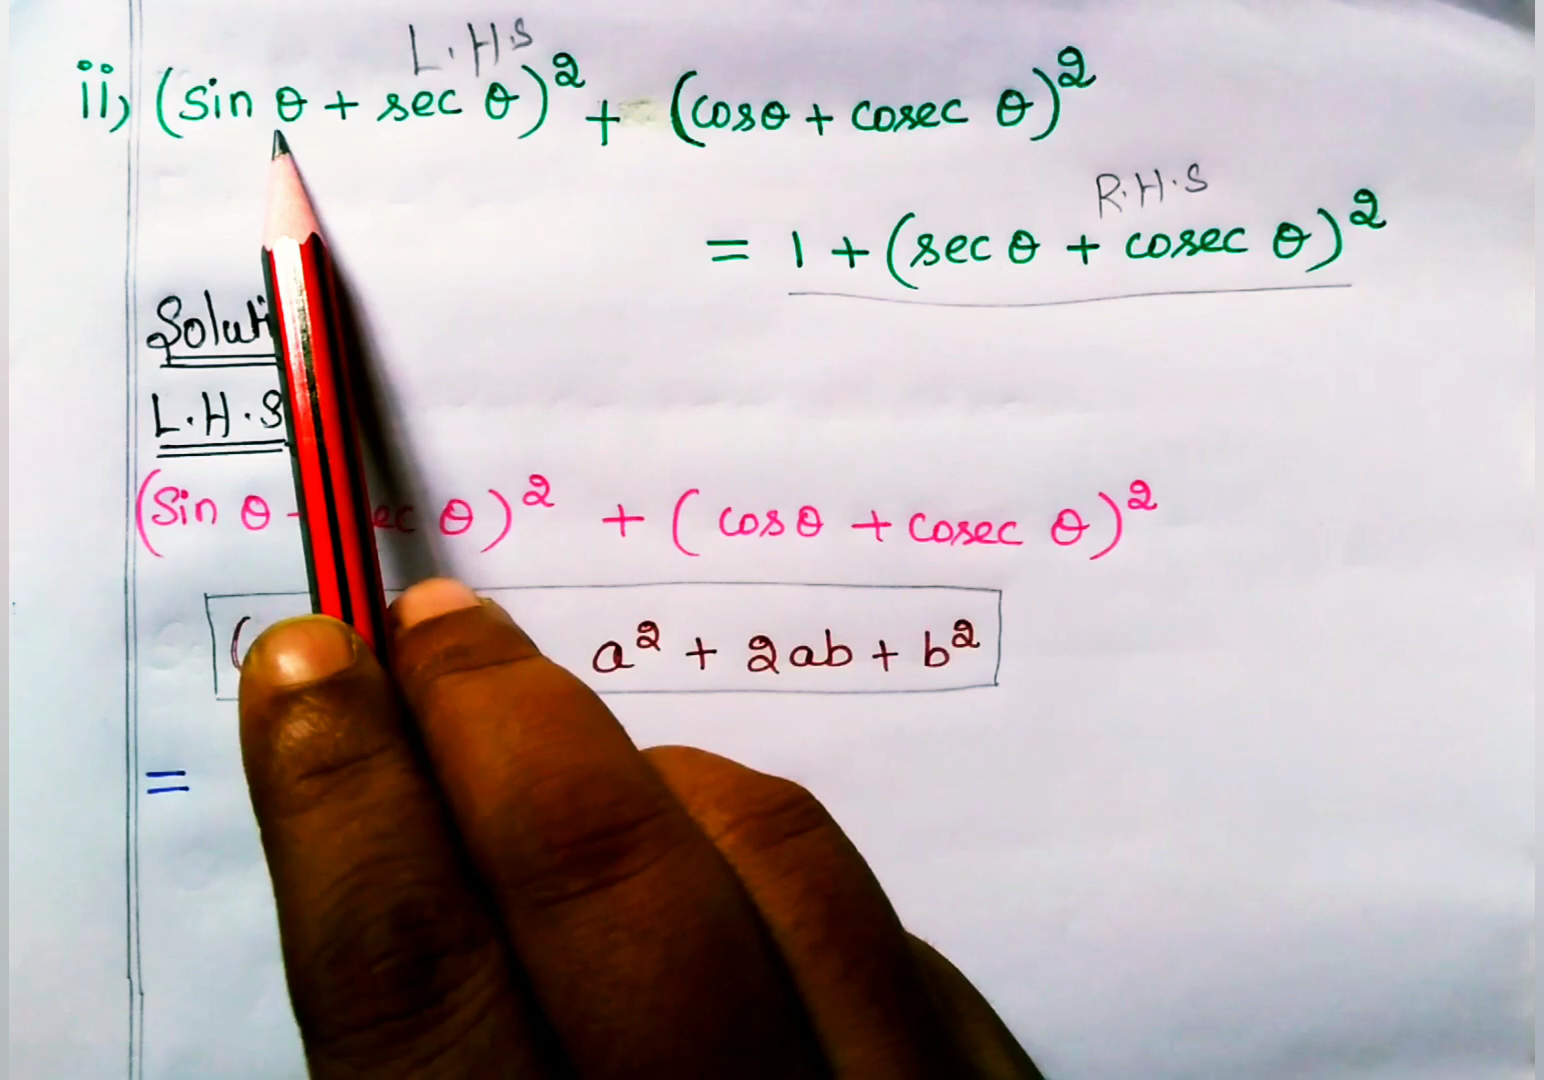 L.H.S
ii) (sin θ + sec θ)² + (cosθ + cosec θ)²
R.H.S
= 1 + (sec θ + cosec θ)²
L.H.S
(Sin θ θ)² + ( cosθ + cosec θ)²
( a² + 2ab + b²
=